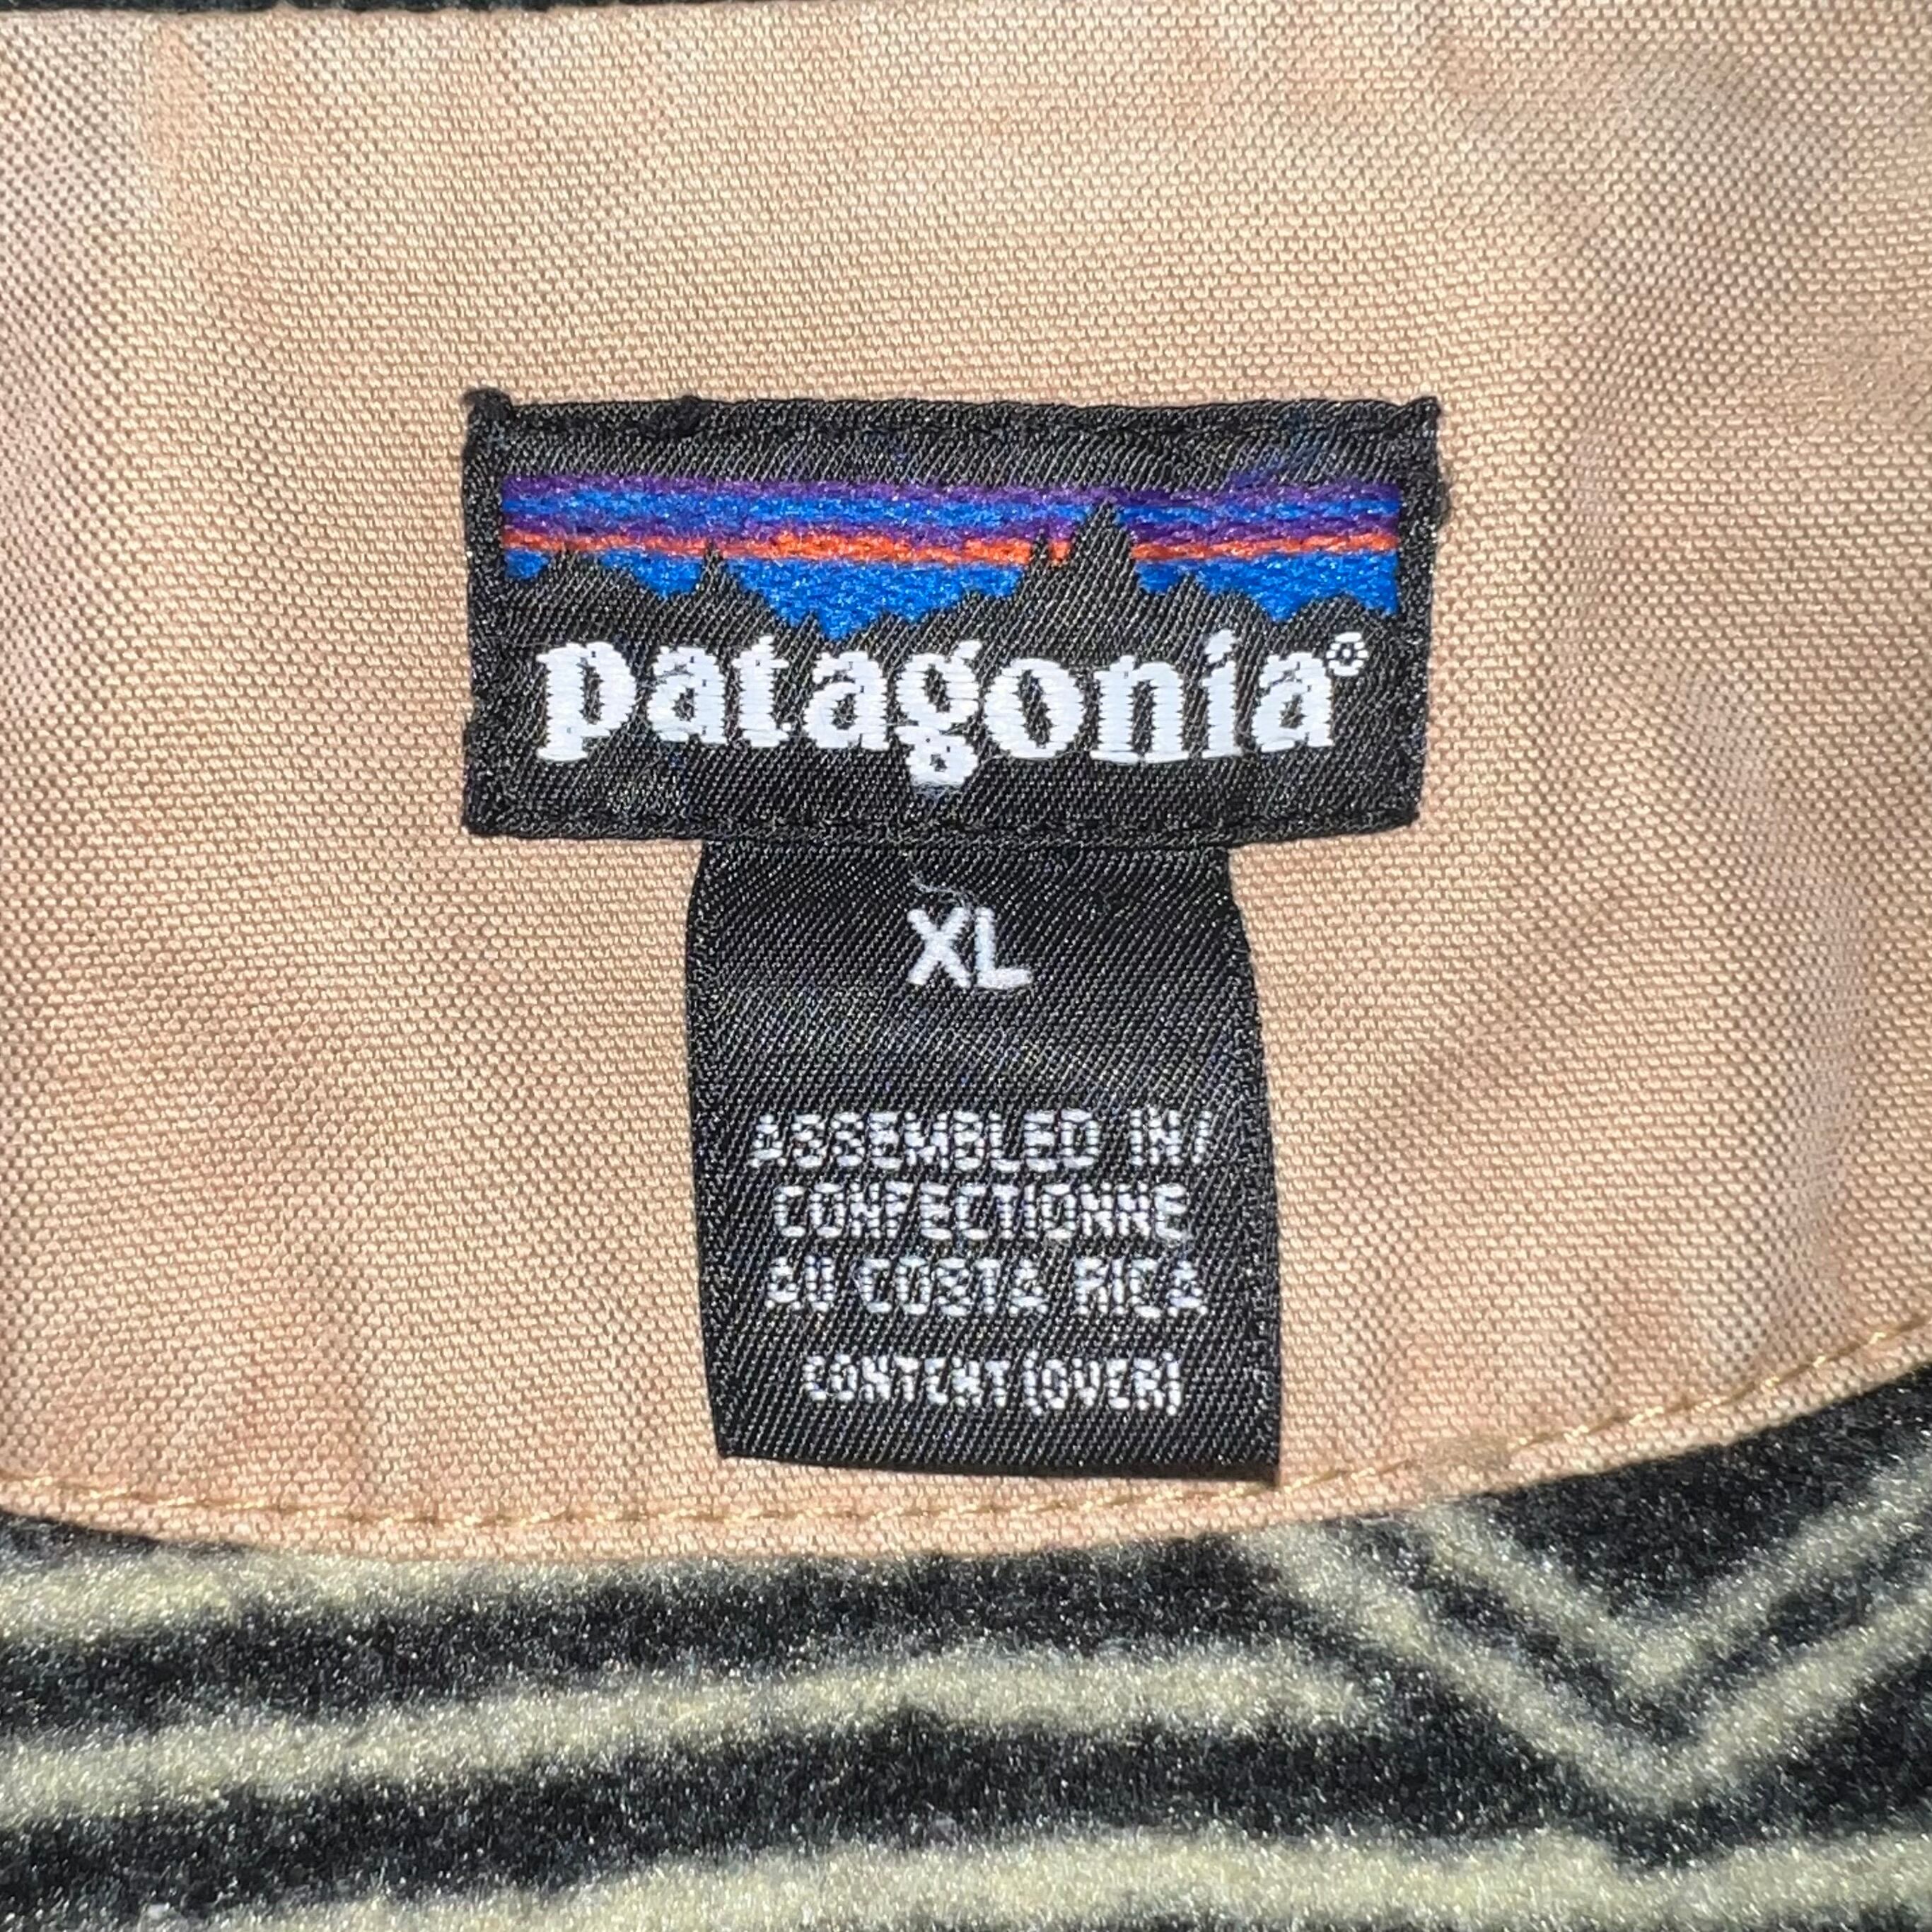 patagonia®
XL
ASSEMBLED IN/
CONFECTIONNE
AU COSTA RICA
CONTENT (OVER)